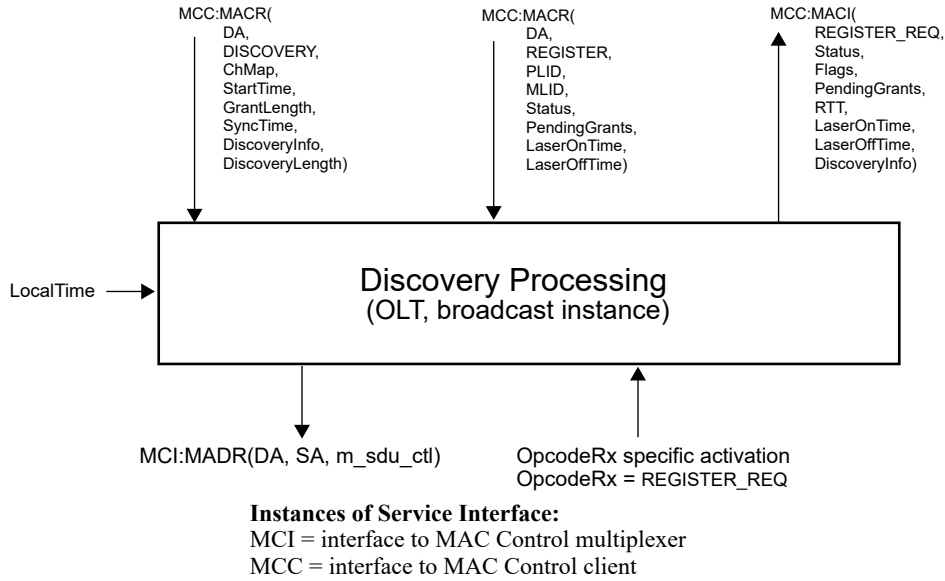 MCC:MACR(
DA,
DISCOVERY,
ChMap,
StartTime,
GrantLength,
SyncTime,
DiscoveryInfo,
DiscoveryLength)
MCC:MACR(
DA,
REGISTER,
PLID,
MLID,
Status,
PendingGrants,
LaserOnTime,
LaserOffTime)
MCC:MACI(
REGISTER_REQ,
Status,
Flags,
PendingGrants,
RTT,
LaserOnTime,
LaserOffTime,
DiscoveryInfo)
LocalTime
Discovery Processing
(OLT, broadcast instance)
MCI:MADR(DA, SA, m_sdu_ctl)
OpcodeRx specific activation
OpcodeRx = REGISTER_REQ
Instances of Service Interface:
MCI = interface to MAC Control multiplexer
MCC = interface to MAC Control client